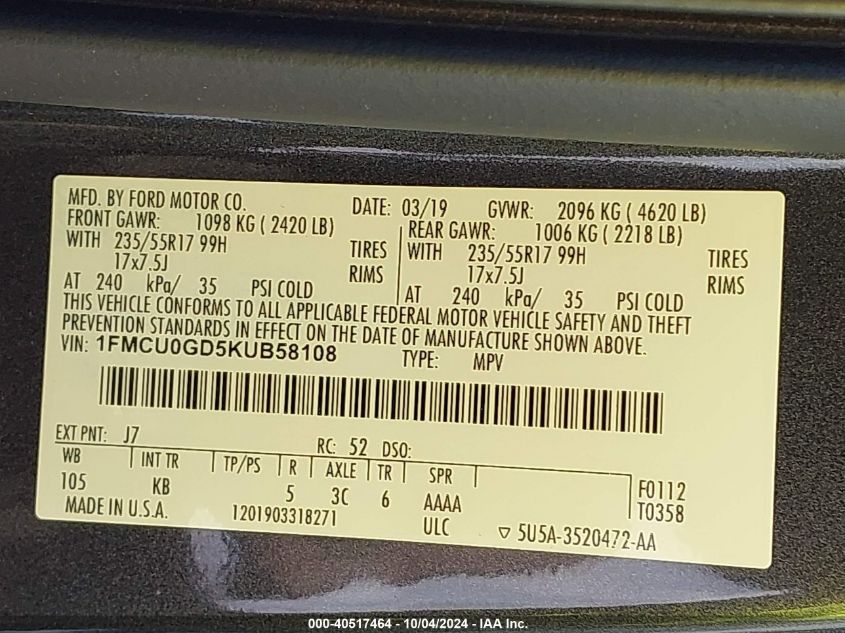 MFD. BY FORD MOTOR CO. DATE: 03/19 GVWR: 2096 KG ( 4620 LB)
FRONT GAWR: 1098 KG ( 2420 LB) REAR GAWR: 1006 KG ( 2218 LB)
WITH 235/55R17 99H TIRES WITH 235/55R17 99H TIRES
17x7.5J RIMS 17x7.5J RIMS
AT 240 kPa/ 35 PSI COLD AT 240 kPa/ 35 PSI COLD
THIS VEHICLE CONFORMS TO ALL APPLICABLE FEDERAL MOTOR VEHICLE SAFETY AND THEFT
PREVENTION STANDARDS IN EFFECT ON THE DATE OF MANUFACTURE SHOWN ABOVE.
VIN: 1FMCU0GD5KUB58108 TYPE: MPV
EXT PNT: J7 RC: 52 DSO:
WB INT TR TP/PS R AXLE TR SPR
105 KB 5 3C 6 AAAA F0112
MADE IN U.S.A. 1201903318271 ULC T0358
▽ 5U5A-3520472-AA
000-40517464 - 10/04/2024 - IAA Inc.